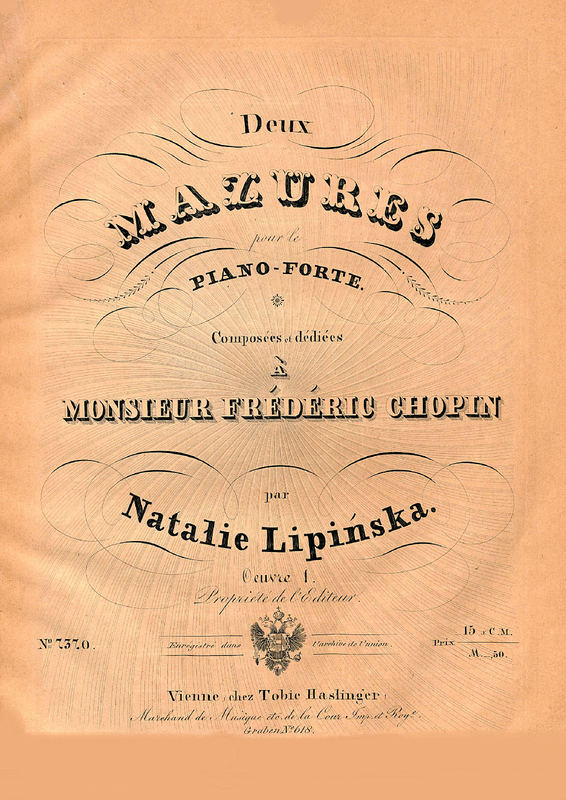 Deux
MAZURES
pour le
PIANO-FORTE.
Composées et dédiées
À
MONSIEUR FRÉDÉRIC CHOPIN
par
Natalie Lipińska.
Oeuvre 1.
Propriété de l'Editeur.
No 7370.
Enregistré dans l'archive de l'union.
Prix 15 x C. M.
M. _ 50.
Vienne, chez Tobie Haslinger,
Marchand de Musique etc. de la Cour Imp. et Roy.
Graben No 618.